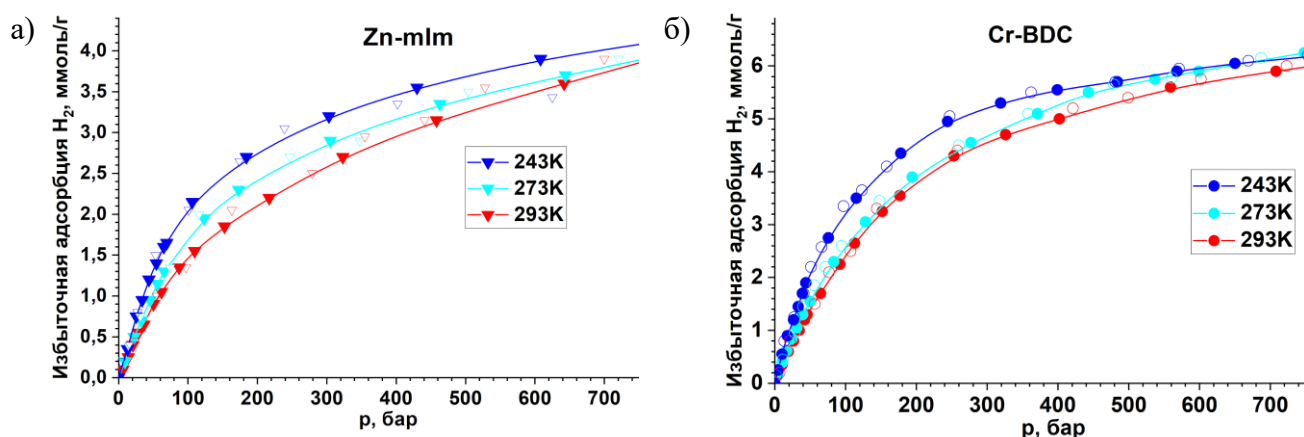 а)
Zn-mIm
Избыточная адсорбция H2, ммоль/г
4,0
3,5
3,0
2,5
2,0
1,5
1,0
0,5
0,0
243K
273K
293K
0 100 200 300 400 500 600 700
p, бар
б)
Cr-BDC
Избыточная адсорбция H2, ммоль/г
6
5
4
3
2
1
0
243K
273K
293K
0 100 200 300 400 500 600 700
p, бар